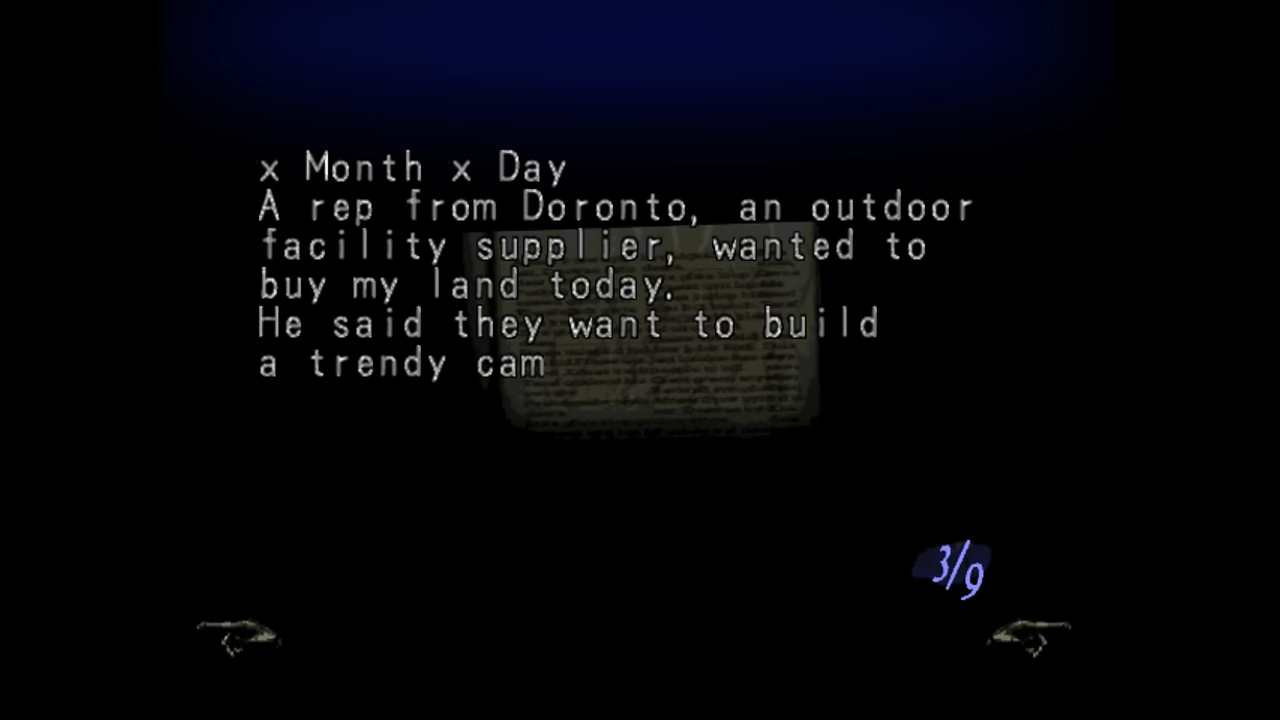 x Month x Day
A rep from Doronto, an outdoor
facility supplier, wanted to
buy my land today.
He said they want to build
a trendy cam
3/9